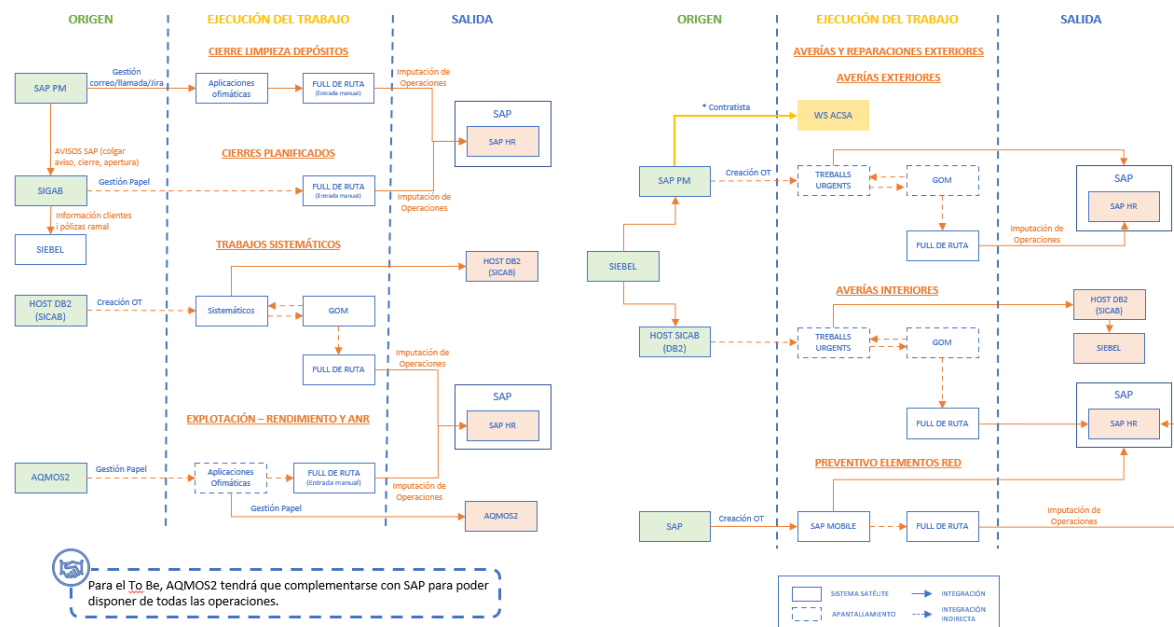 ORIGEN
EJECUCIÓN DEL TRABAJO
SALIDA
CIERRE LIMPIEZA DEPÓSITOS
SAP PM
Gestión
correo/llamada/Jira
Aplicaciones
ofimáticas
FULL DE RUTA
(Entrada manual)
Imputación de
Operaciones
SAP
SAP HR
AVISOS SAP (colgar
aviso, cierre, apertura)
CIERRES PLANIFICADOS
SIGAB
Gestión Papel
FULL DE RUTA
(Entrada manual)
Imputación de
Operaciones
Información clientes
i pólizas ramal
SIEBEL
TRABAJOS SISTEMÁTICOS
HOST DB2
(SICAB)
HOST DB2
(SICAB)
Creación OT
Sistemáticos
GOM
FULL DE RUTA
Imputación de
Operaciones
SAP
SAP HR
EXPLOTACIÓN – RENDIMIENTO Y ANR
AQMOS2
Gestión Papel
Aplicaciones
Ofimáticas
FULL DE RUTA
(Entrada manual)
Imputación de
Operaciones
Gestión Papel
AQMOS2
Para el To Be, AQMOS2 tendrá que complementarse con SAP para poder
disponer de todas las operaciones.
ORIGEN
EJECUCIÓN DEL TRABAJO
SALIDA
AVERÍAS Y REPARACIONES EXTERIORES
AVERÍAS EXTERIORES
* Contratista
WS ACSA
SAP PM
Creación OT
TREBALLS
URGENTS
GOM
SAP
SAP HR
FULL DE RUTA
Imputación de
Operaciones
SIEBEL
AVERÍAS INTERIORES
HOST DB2
(SICAB)
HOST SICAB
(DB2)
TREBALLS
URGENTS
GOM
SIEBEL
FULL DE RUTA
SAP
SAP HR
PREVENTIVO ELEMENTOS RED
SAP
Creación OT
SAP MOBILE
FULL DE RUTA
Imputación de
Operaciones
SISTEMA SATÉLITE
INTEGRACIÓN
APANTALLAMIENTO
INTEGRACIÓN
INDIRECTA